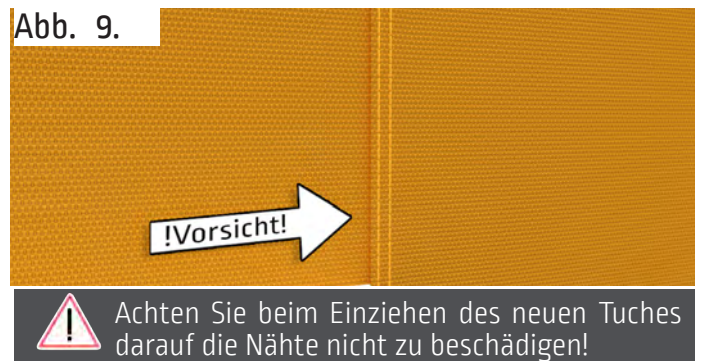 Abb. 9.
!Vorsicht!
Achten Sie beim Einziehen des neuen Tuches
darauf die Nähte nicht zu beschädigen!